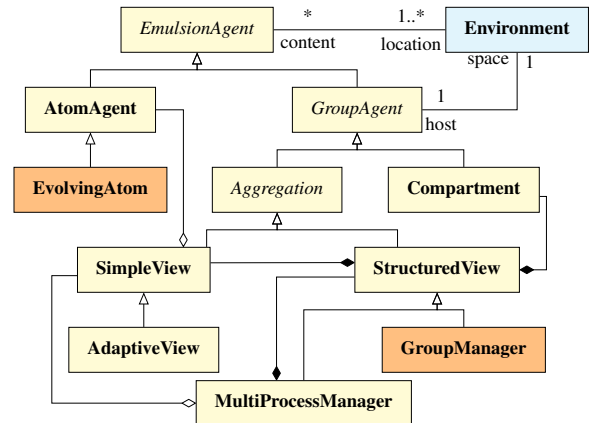 EmulsionAgent * 1..* Environment
content location space 1
AtomAgent GroupAgent 1
host
EvolvingAtom Aggregation Compartment
SimpleView StructuredView
AdaptiveView GroupManager
MultiProcessManager